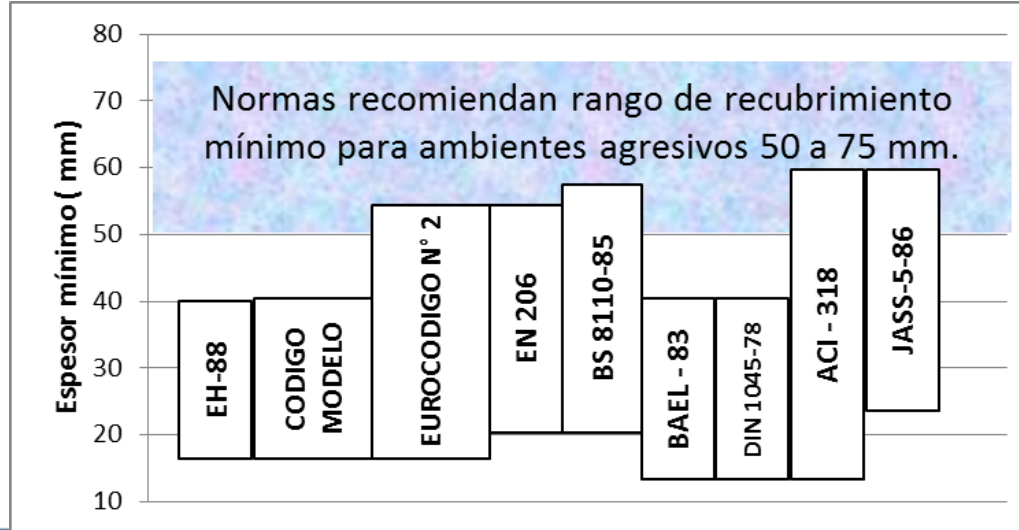 80
70
60
50
40
30
20
10
Espesor mínimo ( mm)
Normas recomiendan rango de recubrimiento
mínimo para ambientes agresivos 50 a 75 mm.
EH-88
CODIGO
MODELO
EUROCODIGO N° 2
EN 206
BS 8110-85
BAEL - 83
DIN 1045-78
ACI - 318
JASS-5-86